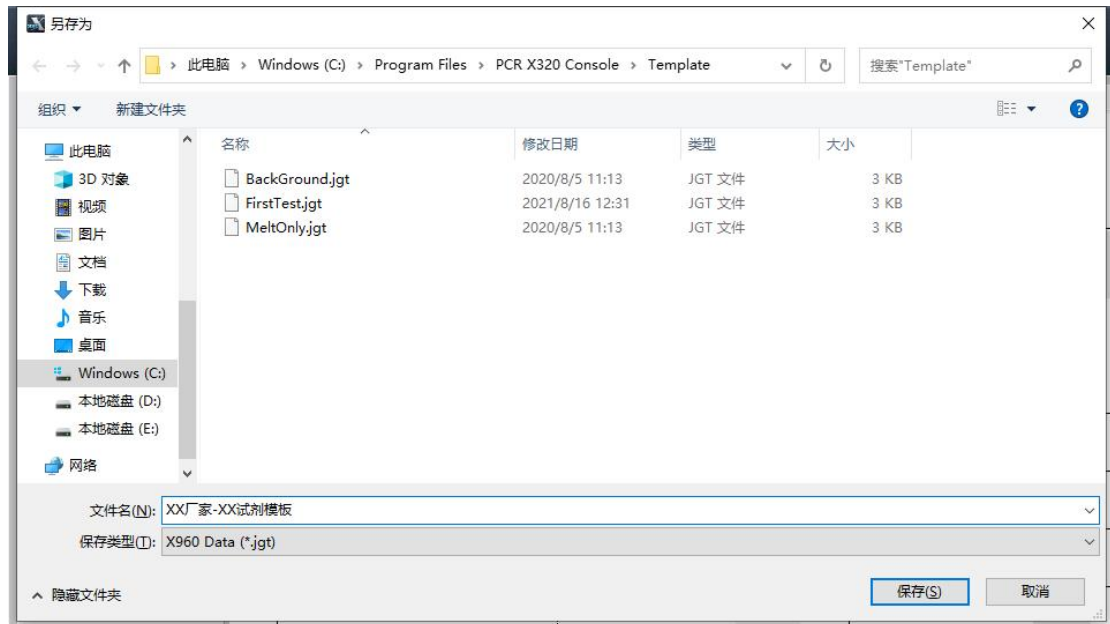 另存为
此电脑 › Windows (C:) › Program Files › PCR X320 Console › Template
搜索"Template"
组织
新建文件夹
此电脑
3D 对象
视频
图片
文档
下载
音乐
桌面
Windows (C:)
本地磁盘 (D:)
本地磁盘 (E:)
网络
名称 修改日期 类型 大小
BackGround.jgt 2020/8/5 11:13 JGT 文件 3 KB
FirstTest.jgt 2021/8/16 12:31 JGT 文件 3 KB
MeltOnly.jgt 2020/8/5 11:13 JGT 文件 3 KB
文件名(N): XX厂家-XX试剂模板
保存类型(T): X960 Data (*.jgt)
隐藏文件夹
保存(S)
取消